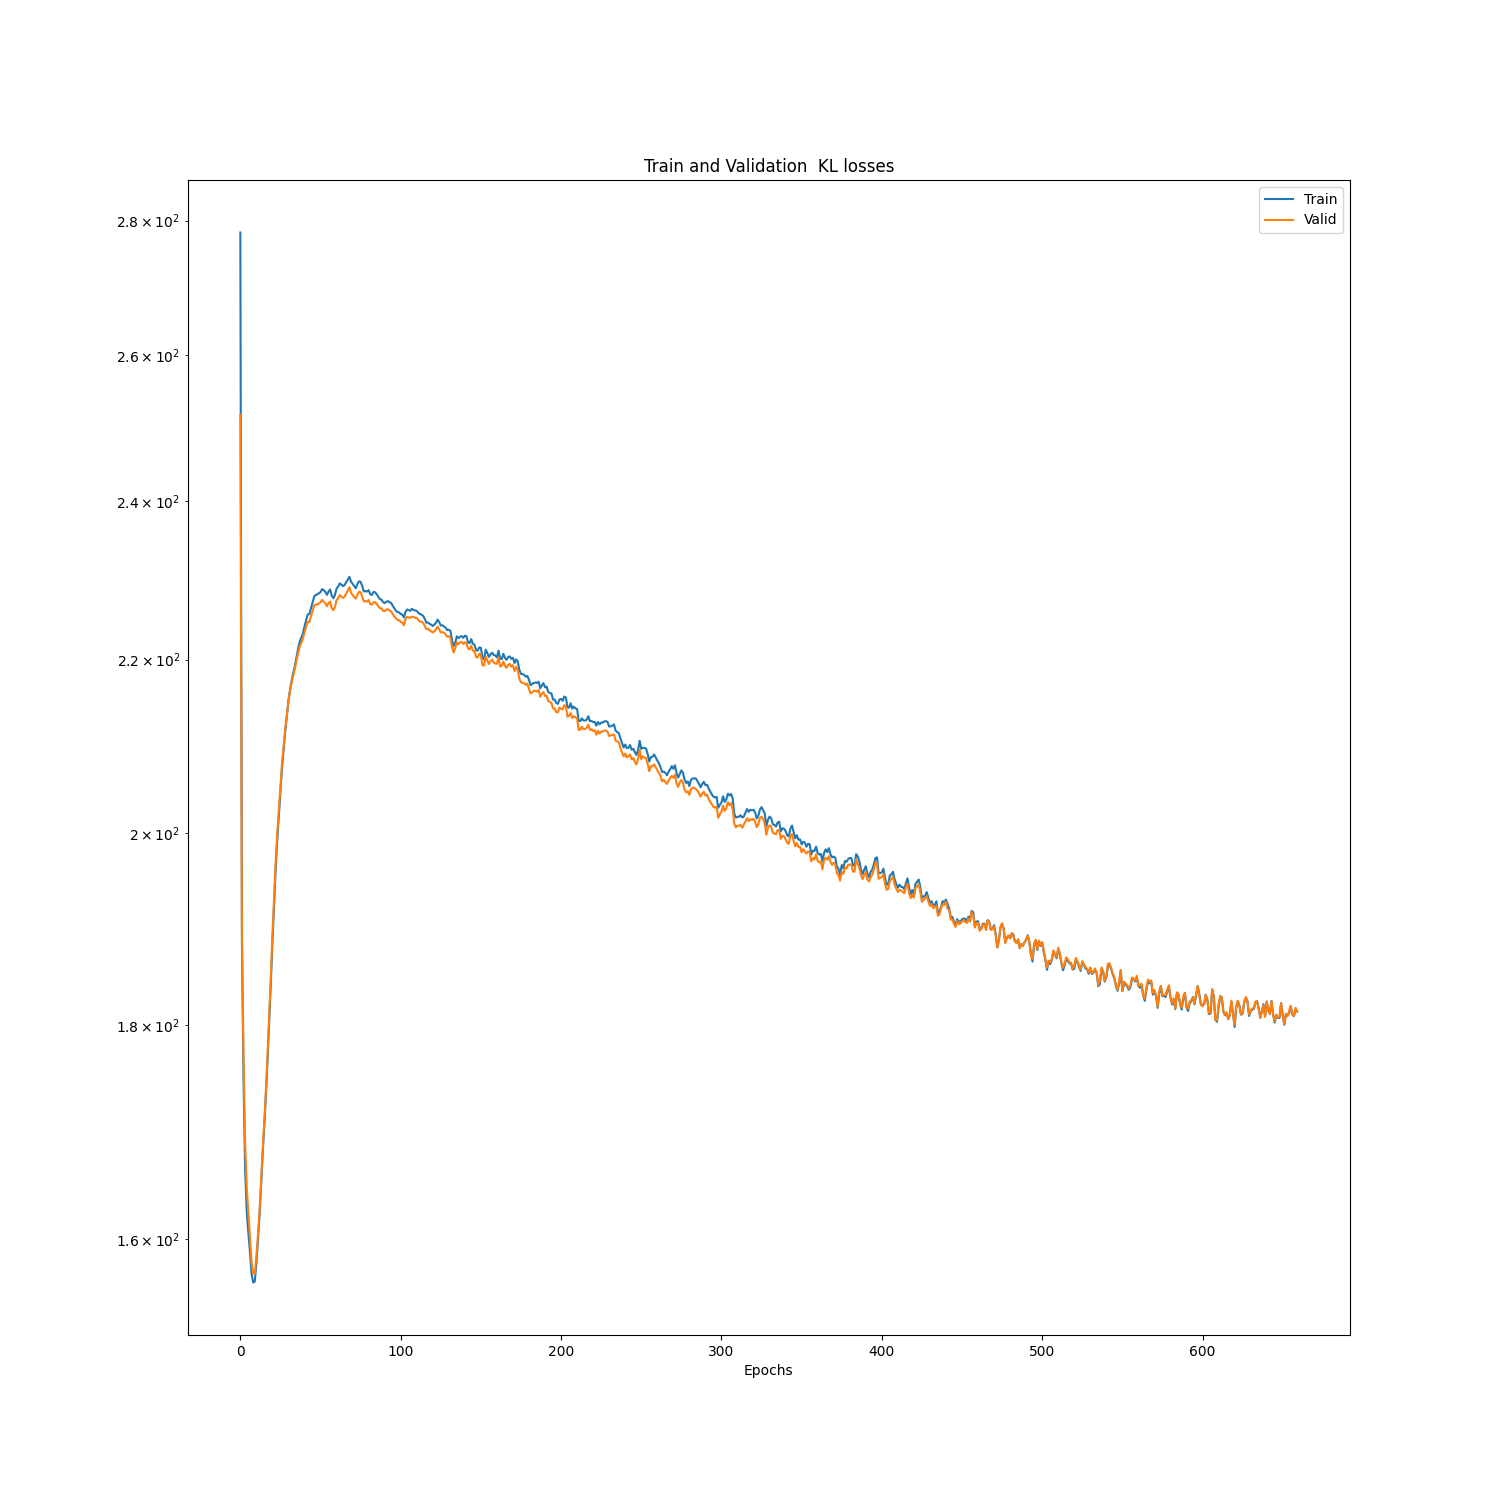 Train and Validation  KL losses
Train
Valid
2.8 × 10²
2.6 × 10²
2.4 × 10²
2.2 × 10²
2 × 10²
1.8 × 10²
1.6 × 10²
0 100 200 300 400 500 600
Epochs